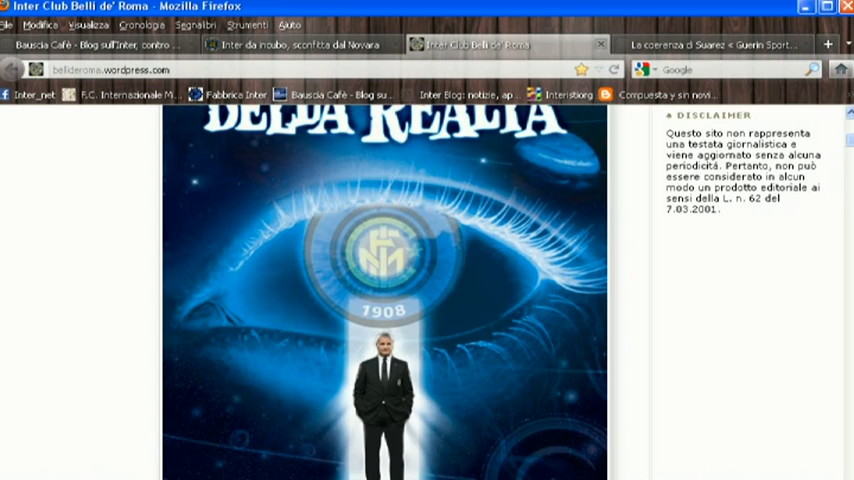 Inter Club Belli de' Roma - Mozilla Firefox
File Modifica Visualizza Cronologia Segnalibri Strumenti Aiuto
Bauscia Cafè - Blog sull'Inter, contro ... Inter da incubo, sconfitta dal Novara Inter Club Belli de' Roma La coerenza di Suarez « Guerin Sport... +
bellideroma.wordpress.com Google
Inter_net F.C. Internazionale M... Fabbrica Inter Bauscia Cafè - Blog su... Inter Blog: notizie, ap... Interistiorg Compuesta y sin novi...
DELLA REALTA
1908
DISCLAIMER
Questo sito non rappresenta
una testata giornalistica e
viene aggiornato senza alcuna
periodicità. Pertanto, non può
essere considerato in alcun
modo un prodotto editoriale ai
sensi della L. n. 62 del
7.03.2001.